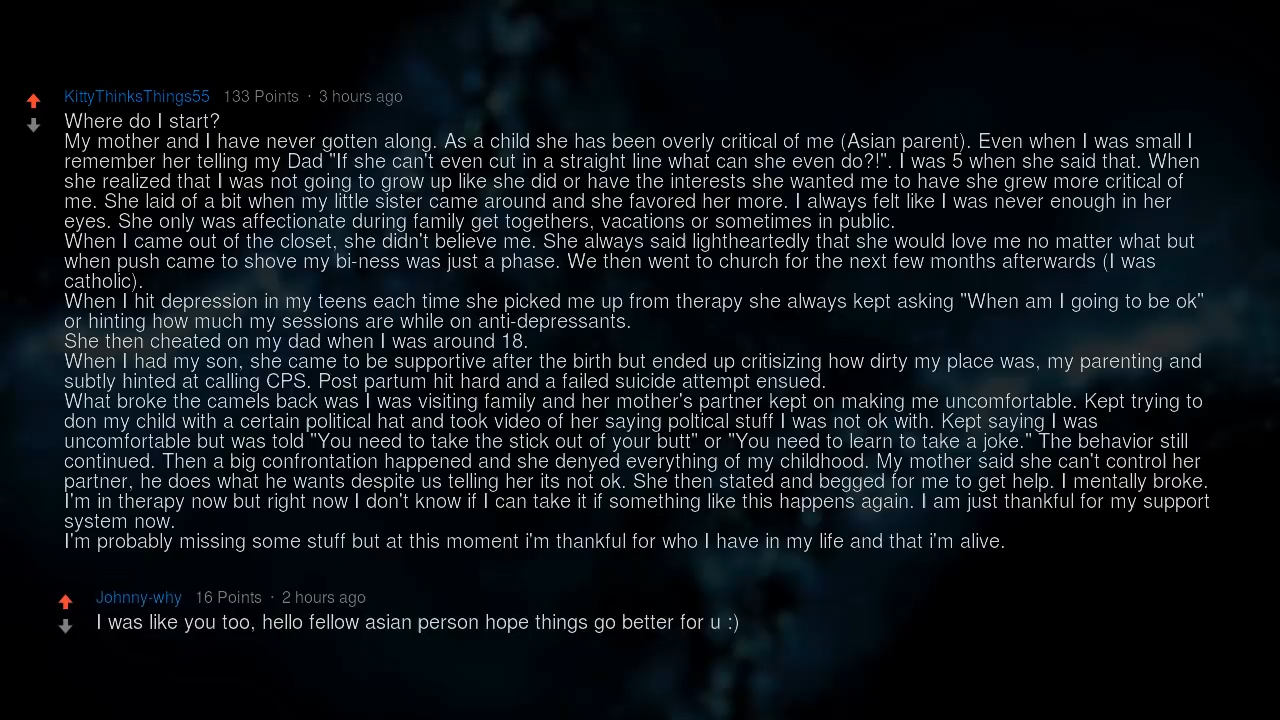 KittyThinksThings55 133 Points · 3 hours ago
Where do I start?
My mother and I have never gotten along. As a child she has been overly critical of me (Asian parent). Even when I was small I
remember her telling my Dad "If she can't even cut in a straight line what can she even do?!". I was 5 when she said that. When
she realized that I was not going to grow up like she did or have the interests she wanted me to have she grew more critical of
me. She laid of a bit when my little sister came around and she favored her more. I always felt like I was never enough in her
eyes. She only was affectionate during family get togethers, vacations or sometimes in public.
When I came out of the closet, she didn't believe me. She always said lightheartedly that she would love me no matter what but
when push came to shove my bi-ness was just a phase. We then went to church for the next few months afterwards (I was
catholic).
When I hit depression in my teens each time she picked me up from therapy she always kept asking "When am I going to be ok"
or hinting how much my sessions are while on anti-depressants.
She then cheated on my dad when I was around 18.
When I had my son, she came to be supportive after the birth but ended up critisizing how dirty my place was, my parenting and
subtly hinted at calling CPS. Post partum hit hard and a failed suicide attempt ensued.
What broke the camels back was I was visiting family and her mother's partner kept on making me uncomfortable. Kept trying to
don my child with a certain political hat and took video of her saying poltical stuff I was not ok with. Kept saying I was
uncomfortable but was told "You need to take the stick out of your butt" or "You need to learn to take a joke." The behavior still
continued. Then a big confrontation happened and she denyed everything of my childhood. My mother said she can't control her
partner, he does what he wants despite us telling her its not ok. She then stated and begged for me to get help. I mentally broke.
I'm in therapy now but right now I don't know if I can take it if something like this happens again. I am just thankful for my support
system now.
I'm probably missing some stuff but at this moment i'm thankful for who I have in my life and that i'm alive.
Johnny-why 16 Points · 2 hours ago
I was like you too, hello fellow asian person hope things go better for u :)